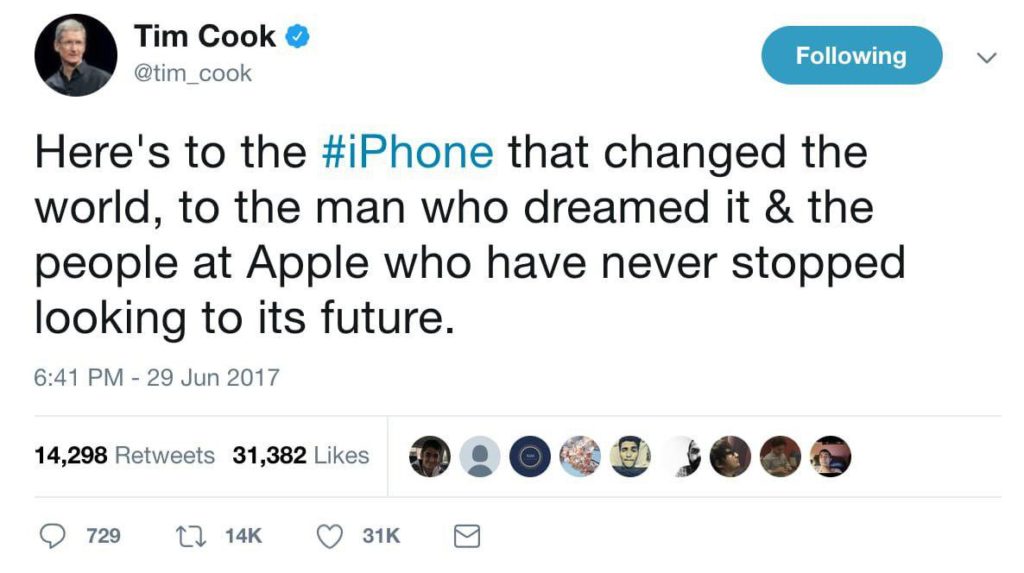 Tim Cook
@tim_cook
Following
Here's to the #iPhone that changed the
world, to the man who dreamed it & the
people at Apple who have never stopped
looking to its future.
6:41 PM - 29 Jun 2017
14,298 Retweets 31,382 Likes
729 14K 31K